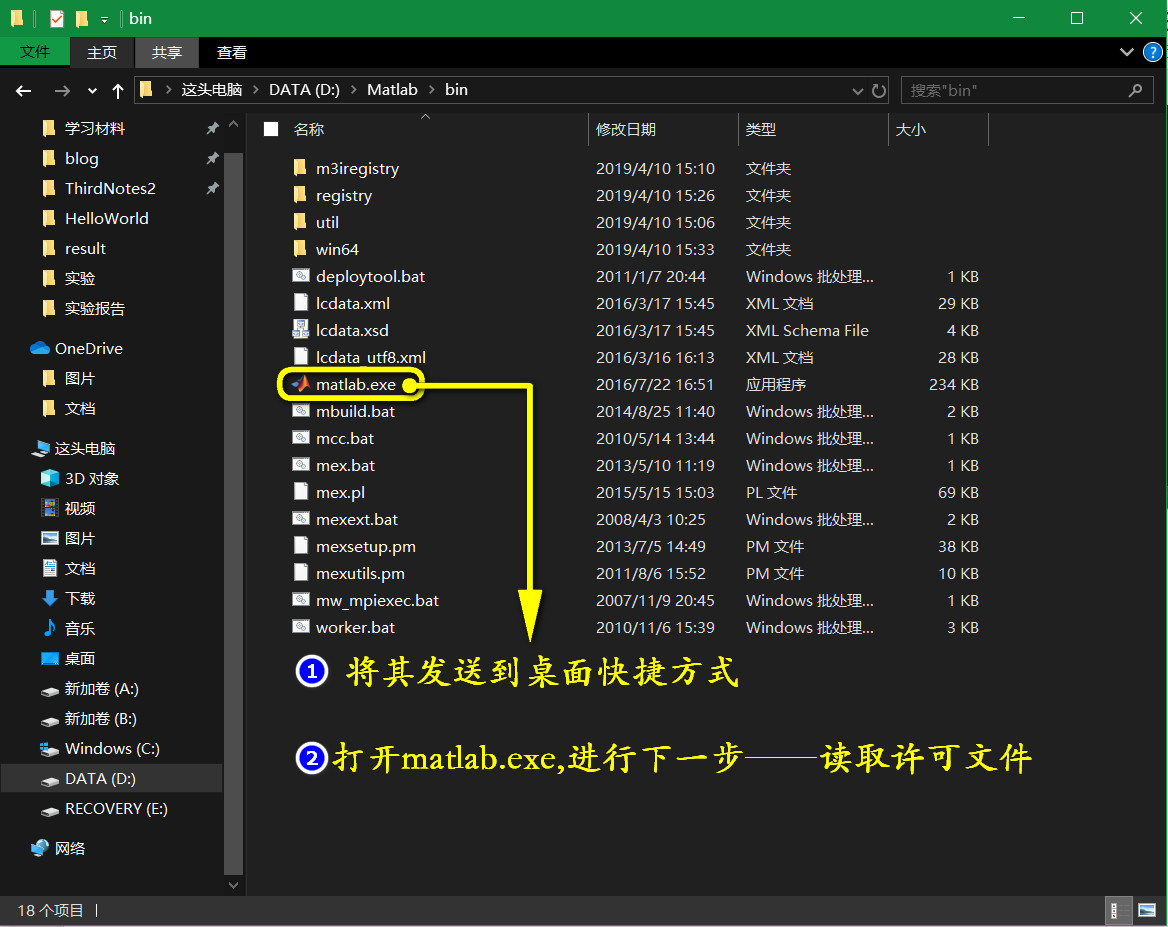 bin
文件 主页 共享 查看
这头电脑 DATA (D:) Matlab bin 搜索"bin"
学习材料
blog
ThirdNotes2
HelloWorld
result
实验
实验报告
OneDrive
图片
文档
这头电脑
3D 对象
视频
图片
文档
下载
音乐
桌面
新加卷 (A:)
新加卷 (B:)
Windows (C:)
DATA (D:)
RECOVERY (E:)
网络
名称 修改日期 类型 大小
m3iregistry 2019/4/10 15:10 文件夹
registry 2019/4/10 15:26 文件夹
util 2019/4/10 15:06 文件夹
win64 2019/4/10 15:33 文件夹
deploytool.bat 2011/1/7 20:44 Windows 批处理... 1 KB
lcdata.xml 2016/3/17 15:45 XML 文档 29 KB
lcdata.xsd 2016/3/17 15:45 XML Schema File 4 KB
lcdata_utf8.xml 2016/3/16 16:13 XML 文档 28 KB
matlab.exe 2016/7/22 16:51 应用程序 234 KB
mbuild.bat 2014/8/25 11:40 Windows 批处理... 2 KB
mcc.bat 2010/5/14 13:44 Windows 批处理... 1 KB
mex.bat 2013/5/10 11:19 Windows 批处理... 1 KB
mex.pl 2015/5/15 15:03 PL 文件 69 KB
mexext.bat 2008/4/3 10:25 Windows 批处理... 2 KB
mexsetup.pm 2013/7/5 14:49 PM 文件 38 KB
mexutils.pm 2011/8/6 15:52 PM 文件 10 KB
mw_mpiexec.bat 2007/11/9 20:45 Windows 批处理... 1 KB
worker.bat 2010/11/6 15:39 Windows 批处理... 3 KB
1 将其发送到桌面快捷方式
2 打开matlab.exe,进行下一步——读取许可文件
18 个项目